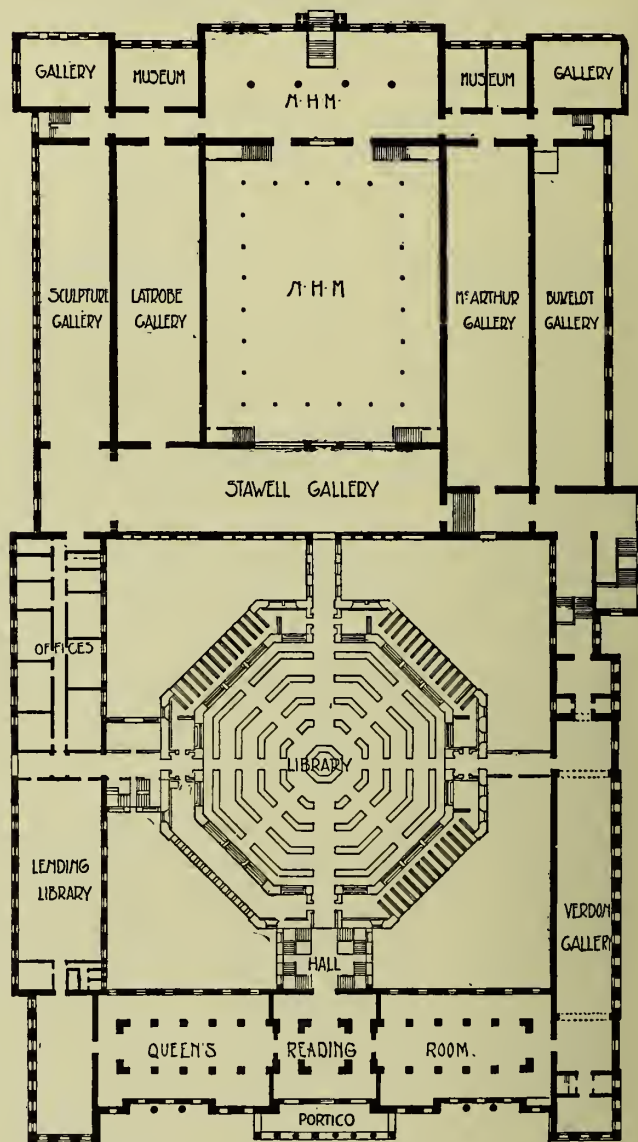 GALLERY
MUSEUM
N·H·M·
MUSEUM
GALLERY
SCULPTURE
GALLERY
LATROBE
GALLERY
N·H·M
McARTHUR
GALLERY
BUVELOT
GALLERY
STAWELL GALLERY
OFFICES
LIBRARY
LENDING
LIBRARY
VERDON
GALLERY
HALL
QUEEN'S READING ROOM.
PORTICO